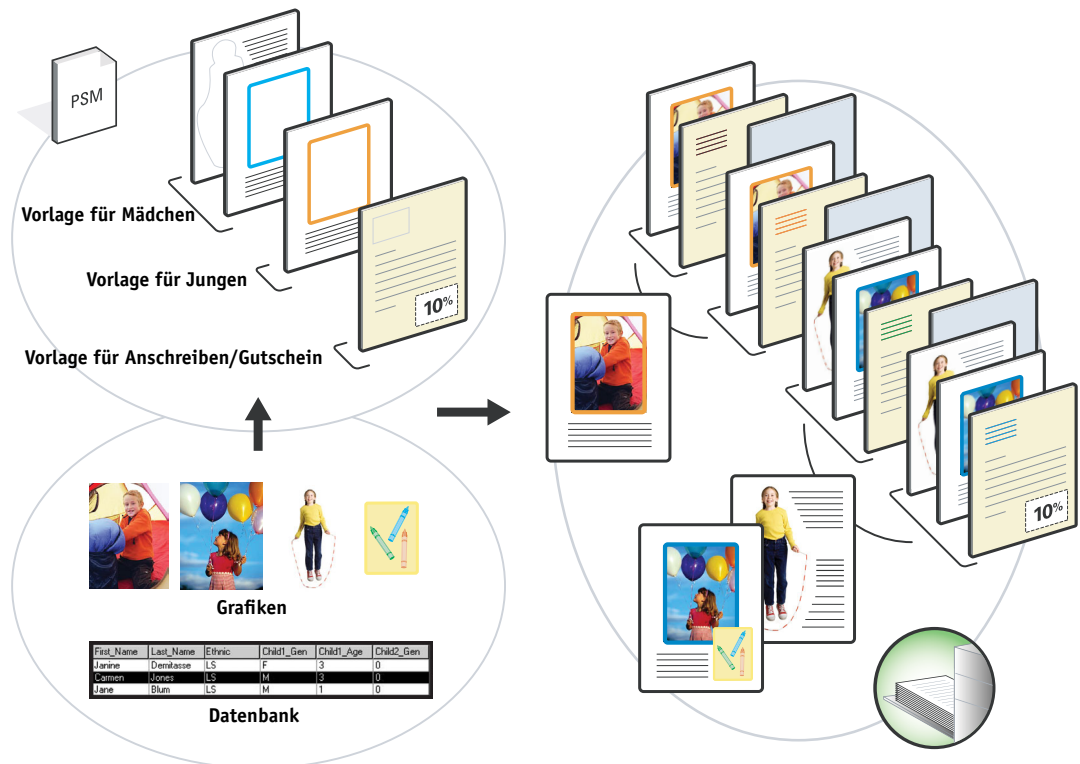 PSM
Vorlage für Mädchen
Vorlage für Jungen
10%
Vorlage für Anschreiben/Gutschein
10%
Grafiken
First_Name Last_Name Ethnic Child1_Gen Child1_Age Child2_Gen
Janine Demitasse LS F 3 0
Carmen Jones LS M 3 0
Jane Blum LS M 1 0
Datenbank